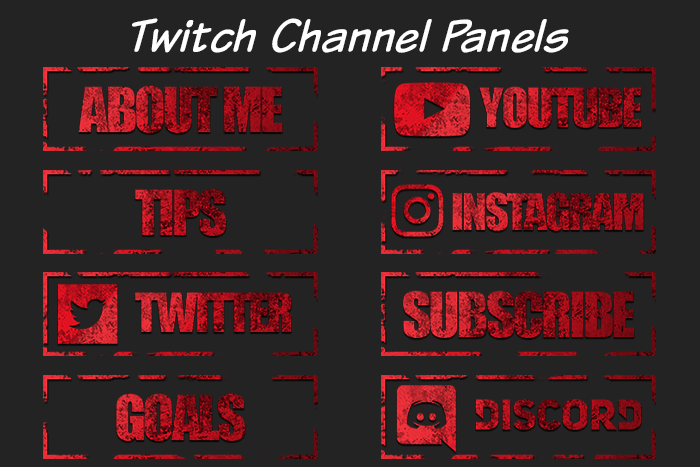 Twitch Channel Panels
ABOUT ME
YOUTUBE
TIPS
INSTAGRAM
TWITTER
SUBSCRIBE
GOALS
DISCORD